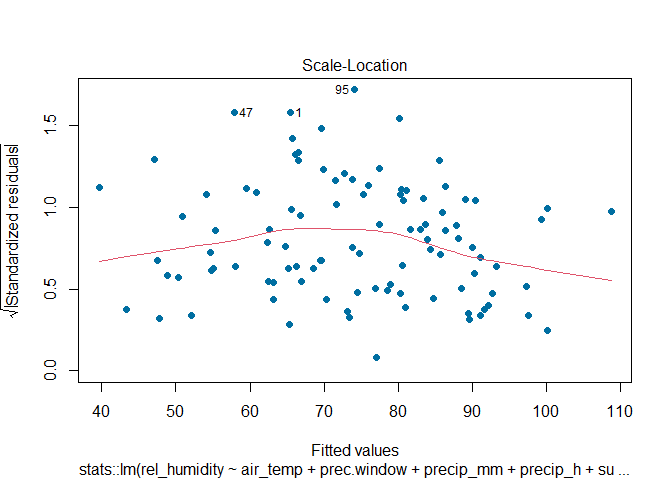 Scale-Location
√|Standardized residuals|
1.5
1.0
0.5
0.0
95
47
1
40 50 60 70 80 90 100 110
Fitted values
stats::lm(rel_humidity ~ air_temp + prec.window + precip_mm + precip_h + su ...